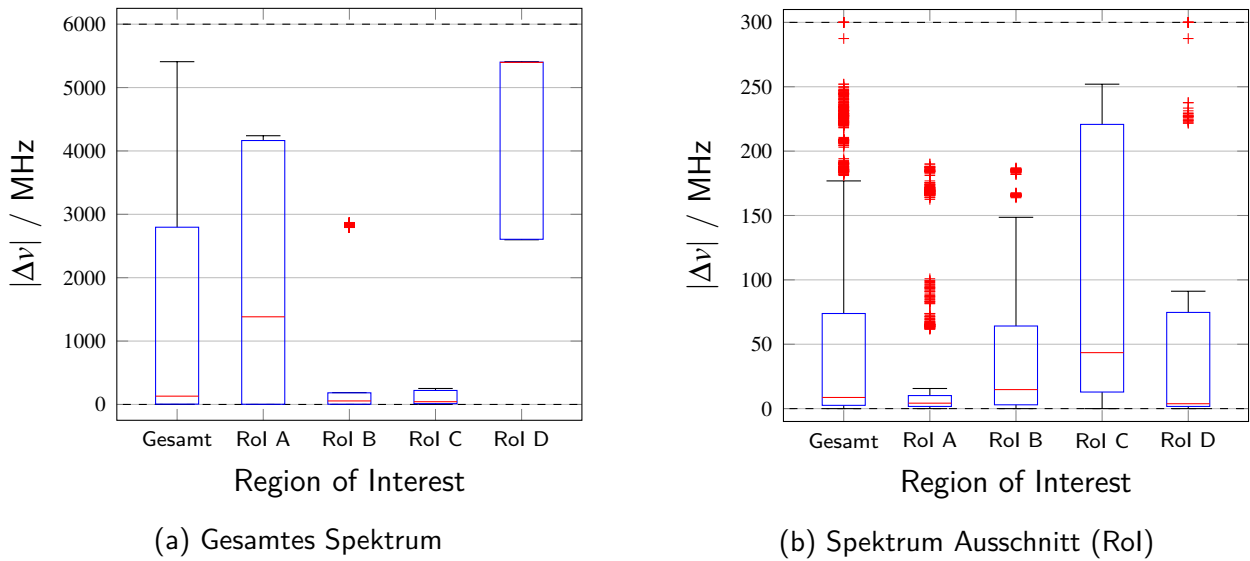 6000
5000
4000
3000
2000
1000
0
|Δν| / MHz
Gesamt RoI A RoI B RoI C RoI D
Region of Interest
(a) Gesamtes Spektrum
300
250
200
150
100
50
0
|Δν| / MHz
Gesamt RoI A RoI B RoI C RoI D
Region of Interest
(b) Spektrum Ausschnitt (RoI)